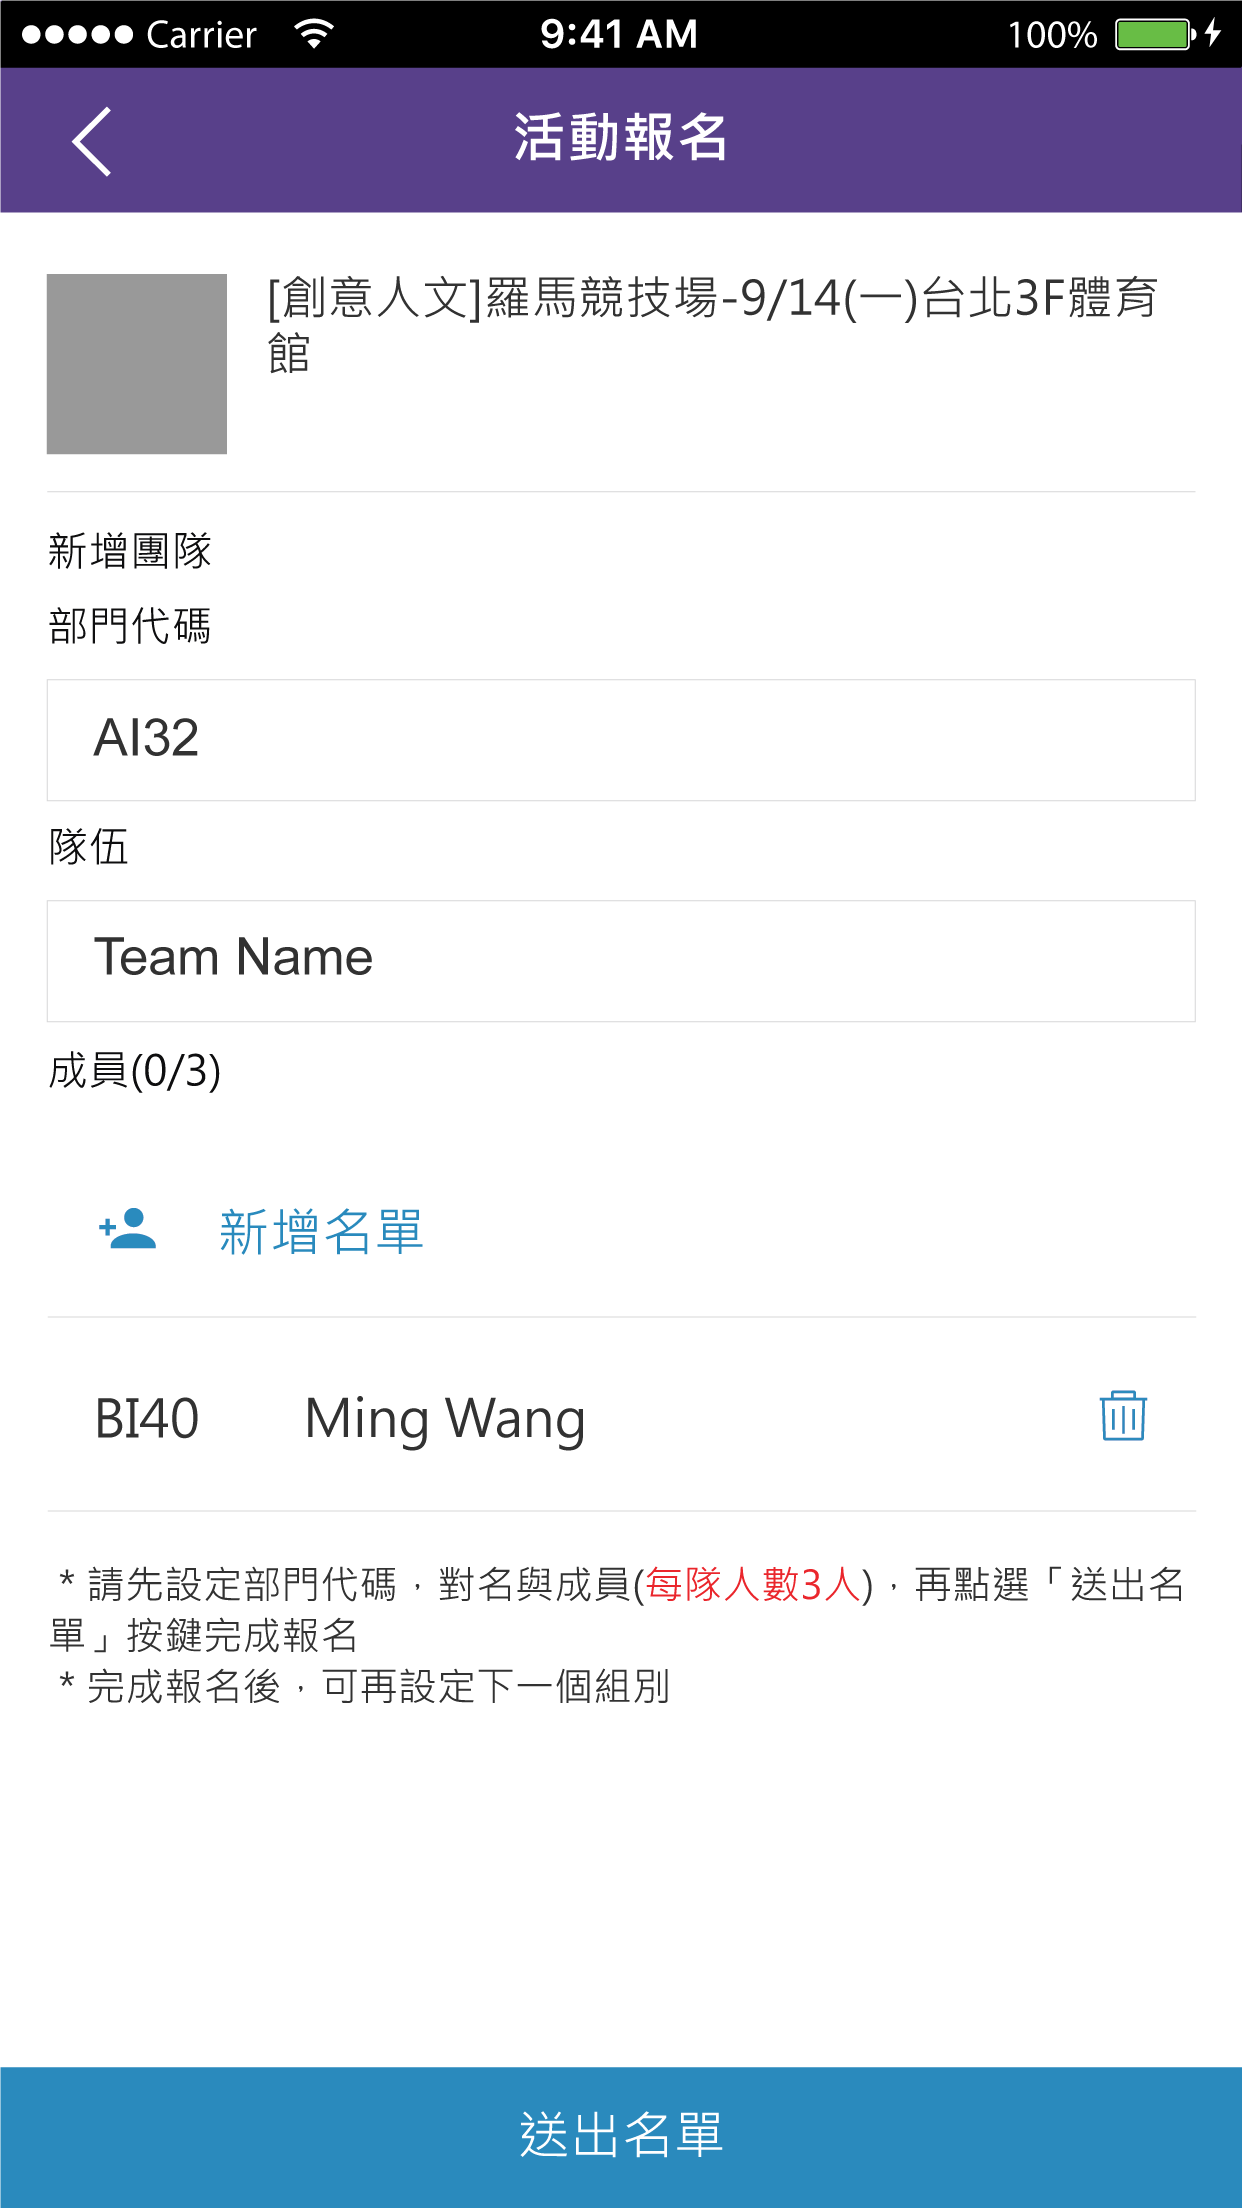 Carrier 9:41 AM 100%
活動報名
[創意人文]羅馬競技場-9/14(一)台北3F體育
館
新增團隊
部門代碼
AI32
隊伍
Team Name
成員(0/3)
新增名單
BI40 Ming Wang
* 請先設定部門代碼，對名與成員(每隊人數3人)，再點選「送出名
單」按鍵完成報名
* 完成報名後，可再設定下一個組別
送出名單